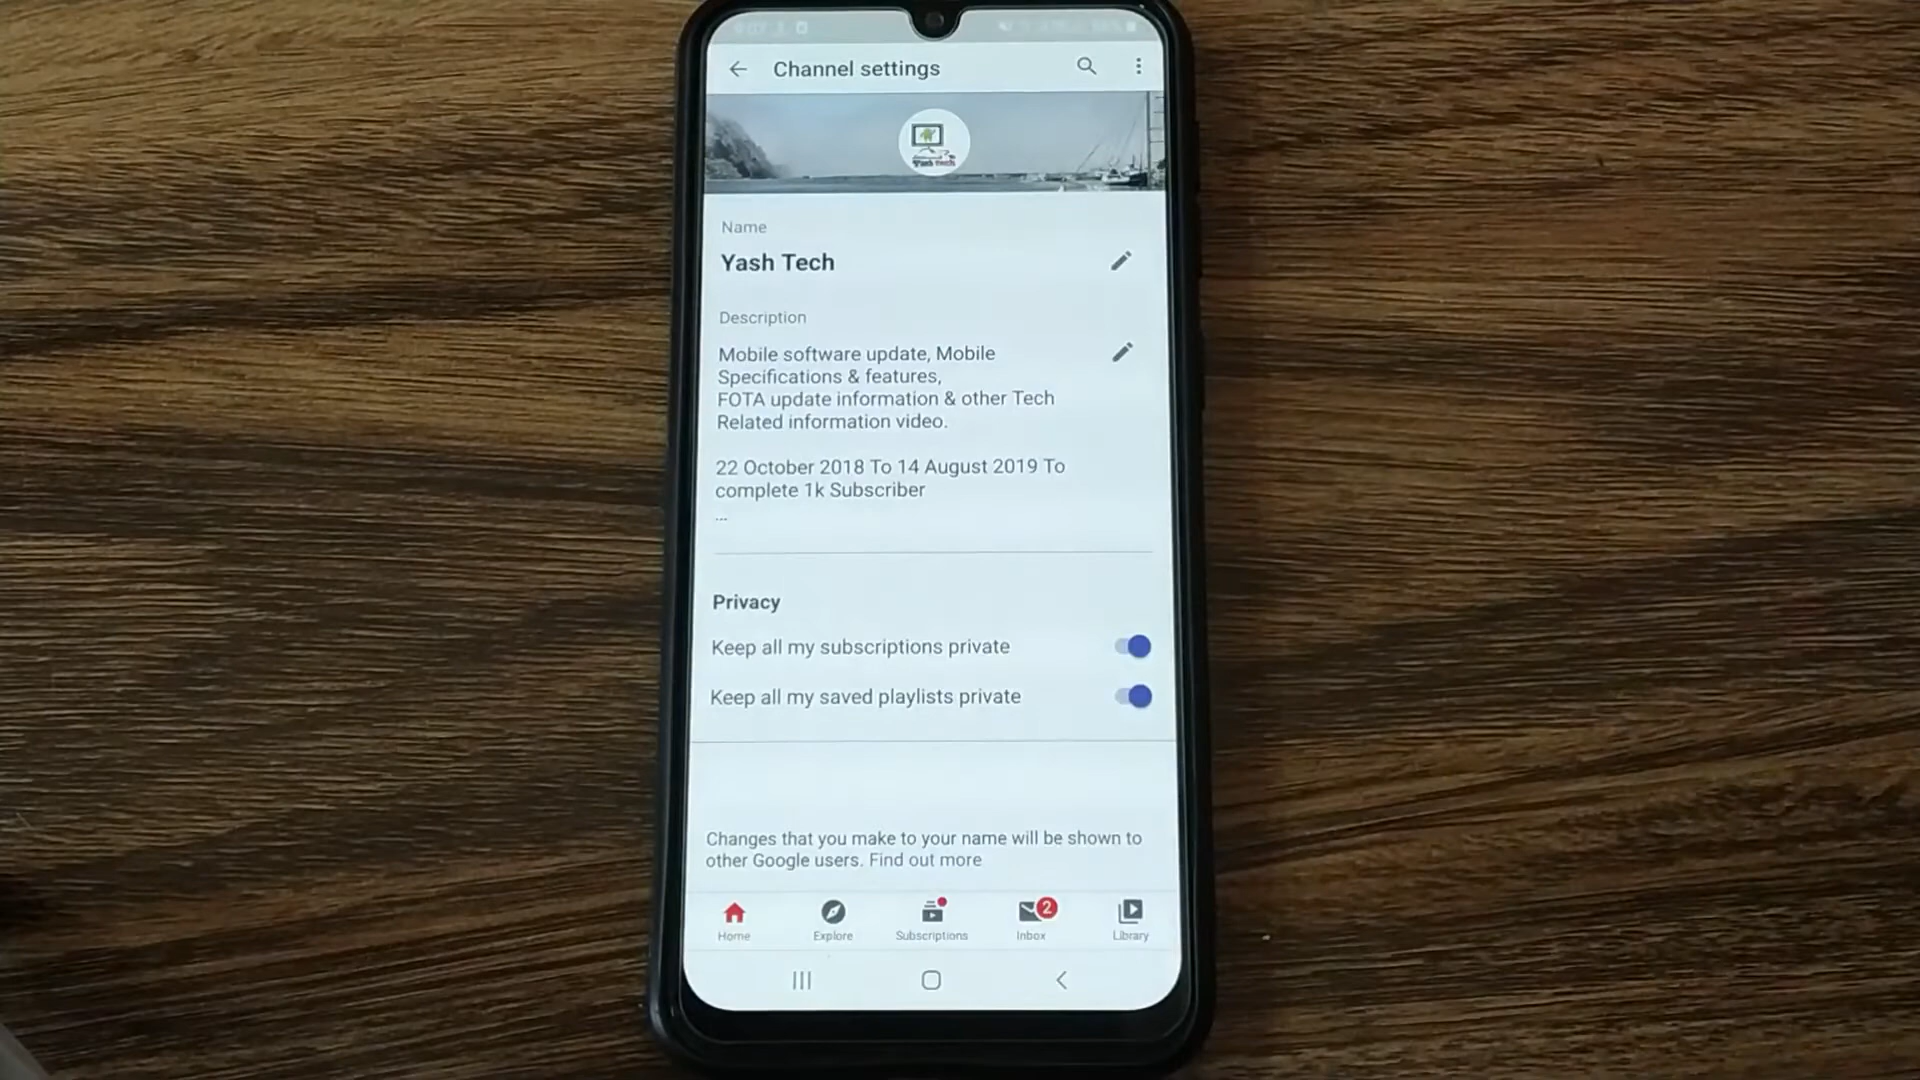 Channel settings
Yash Tech
Name
Yash Tech
Description
Mobile software update, Mobile
Specifications & features,
FOTA update information & other Tech
Related information video.
22 October 2018 To 14 August 2019 To
complete 1k Subscriber
...
Privacy
Keep all my subscriptions private
Keep all my saved playlists private
Changes that you make to your name will be shown to
other Google users. Find out more
2
Home Explore Subscriptions Inbox Library